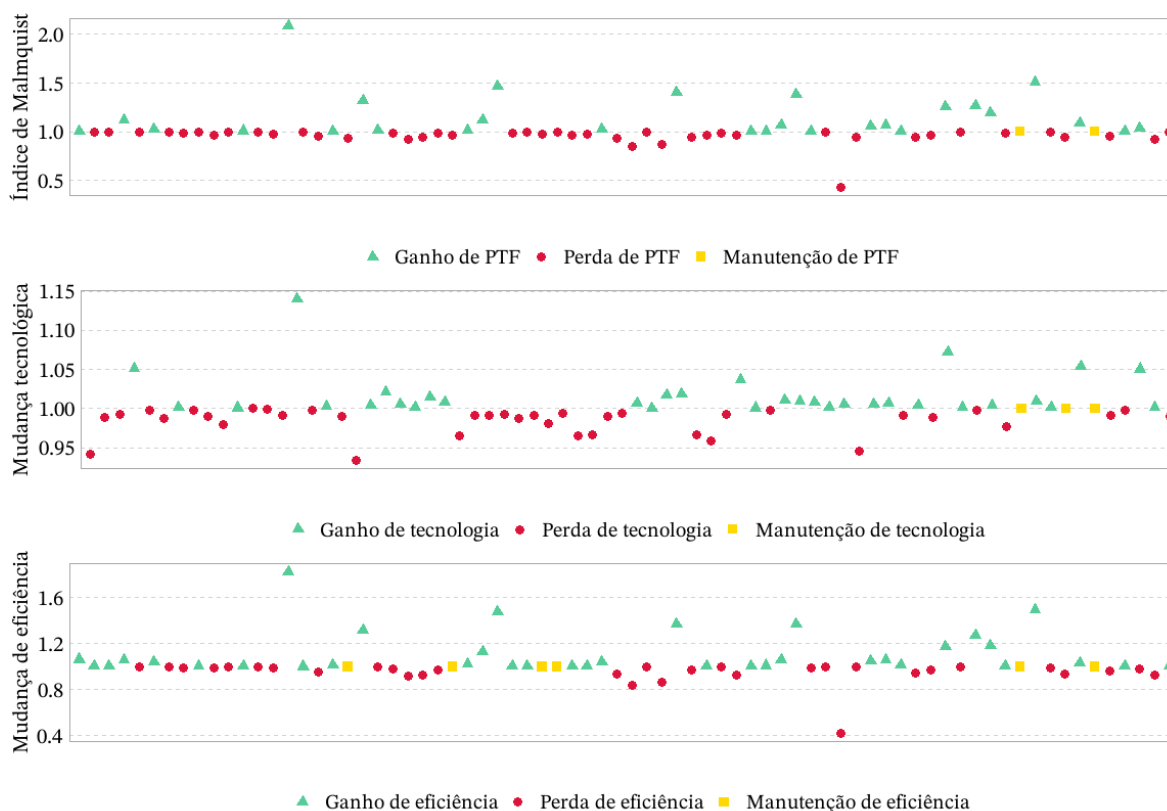 Índice de Malmquist
2.0
1.5
1.0
0.5
Ganho de PTF Perda de PTF Manutenção de PTF
Mudança tecnológica
1.15
1.10
1.05
1.00
0.95
Ganho de tecnologia Perda de tecnologia Manutenção de tecnologia
Mudança de eficiência
1.6
1.2
0.8
0.4
Ganho de eficiência Perda de eficiência Manutenção de eficiência